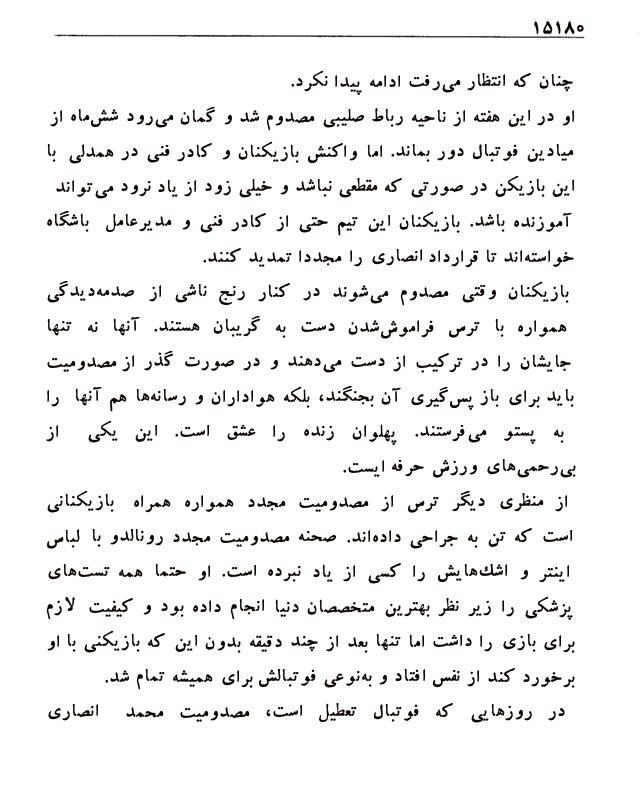 ۱۵۱۸۰
چنان که انتظار می‌رفت ادامه پیدا نکرد.
او در این هفته از ناحیه رباط صلیبی مصدوم شد و گمان می‌رود شش‌ماه از
میادین فوتبال دور بماند. اما واکنش بازیکنان و کادر فنی در همدلی با
این بازیکن در صورتی که مقطعی نباشد و خیلی زود از یاد نرود می‌تواند
آموزنده باشد. بازیکنان این تیم حتی از کادر فنی و مدیرعامل باشگاه
خواسته‌اند تا قرارداد انصاری را مجددا تمدید کنند.
بازیکنان وقتی مصدوم می‌شوند در کنار رنج ناشی از صدمه‌دیدگی
همواره با ترس فراموش‌شدن دست به گریبان هستند. آنها نه تنها
جایشان را در ترکیب از دست می‌دهند و در صورت گذر از مصدومیت
باید برای باز پس‌گیری آن بجنگند، بلکه هواداران و رسانه‌ها هم آنها را
به پستو می‌فرستند. پهلوان زنده را عشق است. این یکی از
بی‌رحمی‌های ورزش حرفه ایست.
از منظری دیگر ترس از مصدومیت مجدد همواره همراه بازیکنانی
است که تن به جراحی داده‌اند. صحنه مصدومیت مجدد رونالدو با لباس
اینتر و اشك‌هایش را کسی از یاد نبرده است. او حتما همه تست‌های
پزشکی را زیر نظر بهترین متخصصان دنیا انجام داده بود و کیفیت لازم
برای بازی را داشت اما تنها بعد از چند دقیقه بدون این که بازیکنی با او
برخورد کند از نفس افتاد و به‌نوعی فوتبالش برای همیشه تمام شد.
در روزهایی که فوتبال تعطیل است، مصدومیت محمد انصاری